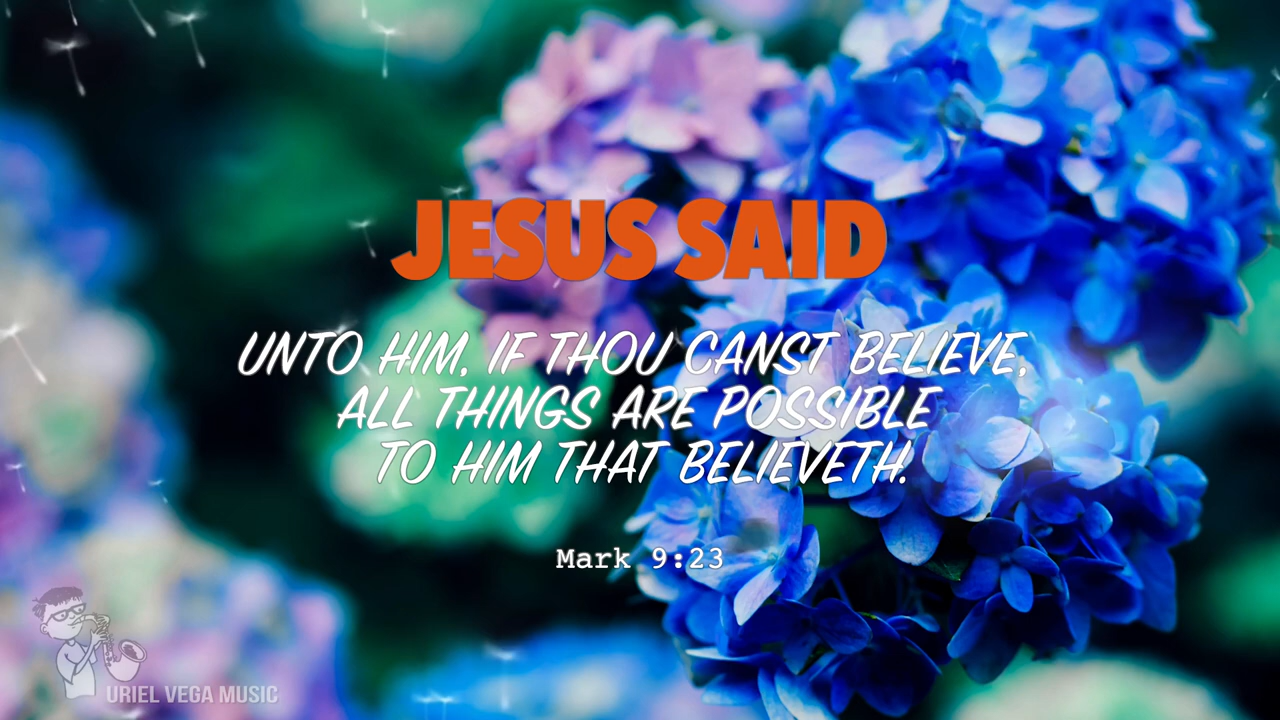 JESUS SAID
UNTO HIM, IF THOU CANST BELIEVE,
ALL THINGS ARE POSSIBLE
TO HIM THAT BELIEVETH.
Mark 9:23
URIEL VEGA MUSIC